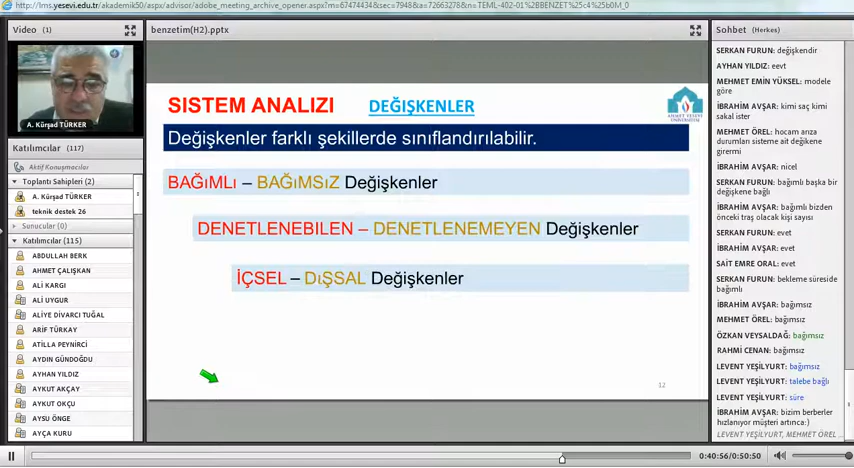 http://lms.yesevi.edu.tr/akademik50/aspx/advisor/adobe_meeting_archive_opener.aspx?m=67474434&sec=7948&a=72663278&n=TEML-402-01%2BBENZET%25c4%25b0M_0
Video (1)
A. Kürşad TÜRKER
Katılımcılar (117)
Aktif Konuşmacılar
Toplantı Sahipleri (2)
A. Kürşad TÜRKER
teknik destek 26
Sunucular (0)
Katılımcılar (115)
ABDULLAH BERK
AHMET ÇALIŞKAN
ALİ KARGI
ALİ UYGUR
ALİYE DİVARCI TUĞAL
ARİF TÜRKAY
ATİLLA PEYNİRCİ
AYDIN GÜNDOĞDU
AYHAN YILDIZ
AYKUT AKÇAY
AYKUT OKÇU
AYSU ÖNGE
AYÇA KURU
benzetim(H2).pptx
SISTEM ANALIZI DEĞİŞKENLER
AHMET YESEVİ
ÜNİVERSİTESİ
Değişkenler farklı şekillerde sınıflandırılabilir.
BAĞıMLı – BAĞıMSıZ Değişkenler
DENETLENEBILEN – DENETLENEMEYEN Değişkenler
İÇSEL – DıŞSAL Değişkenler
12
Sohbet (Herkes)
SERKAN FURUN: değişkendir
AYHAN YILDIZ: eevt
MEHMET EMİN YÜKSEL: modele
göre
İBRAHİM AVŞAR: kimi saç kimi
sakal ister
MEHMET ÖREL: hocam arıza
durumları sisteme ait değikene
girermi
İBRAHİM AVŞAR: nicel
SERKAN FURUN: bağımlı başka bir
değişkene bağlı
İBRAHİM AVŞAR: bağımlı bizden
önceki traş olacak kişi sayısı
SERKAN FURUN: evet
İBRAHİM AVŞAR: evet
SAİT EMRE ORAL: evet
SERKAN FURUN: bekleme süreside
bağımlı
İBRAHİM AVŞAR: bağımsız
MEHMET ÖREL: bağımsız
ÖZKAN VEYSALDAĞ: bağımsız
RAHMİ CENAN: bağımsız
LEVENT YEŞİLYURT: bağımsız
LEVENT YEŞİLYURT: talebe bağlı
LEVENT YEŞİLYURT: süre
İBRAHİM AVŞAR: bizim berberler
hızlanıyor müşteri artınca:)
LEVENT YEŞİLYURT, MEHMET ÖREL ...
0:40:56/0:50:50